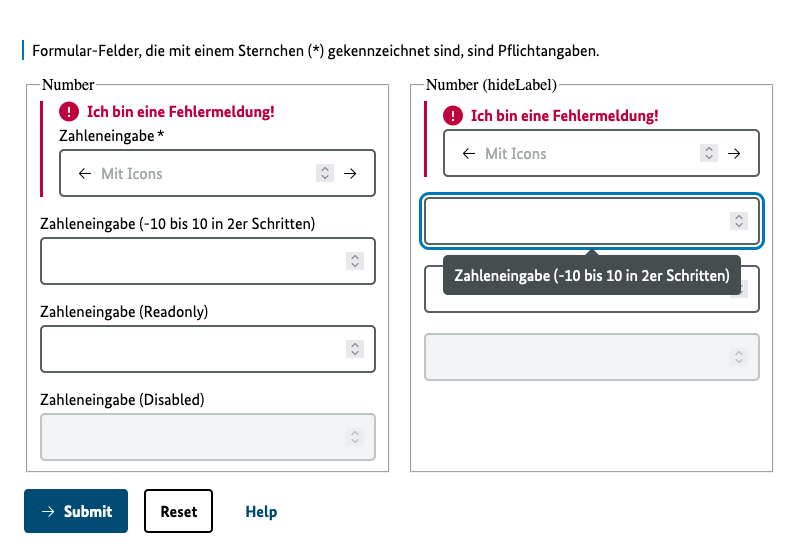 Formular-Felder, die mit einem Sternchen (*) gekennzeichnet sind, sind Pflichtangaben.
Number
Ich bin eine Fehlermeldung!
Zahleneingabe *
Mit Icons
Zahleneingabe (-10 bis 10 in 2er Schritten)
Zahleneingabe (Readonly)
Zahleneingabe (Disabled)
Number (hideLabel)
Ich bin eine Fehlermeldung!
Mit Icons
Zahleneingabe (-10 bis 10 in 2er Schritten)
Submit
Reset
Help